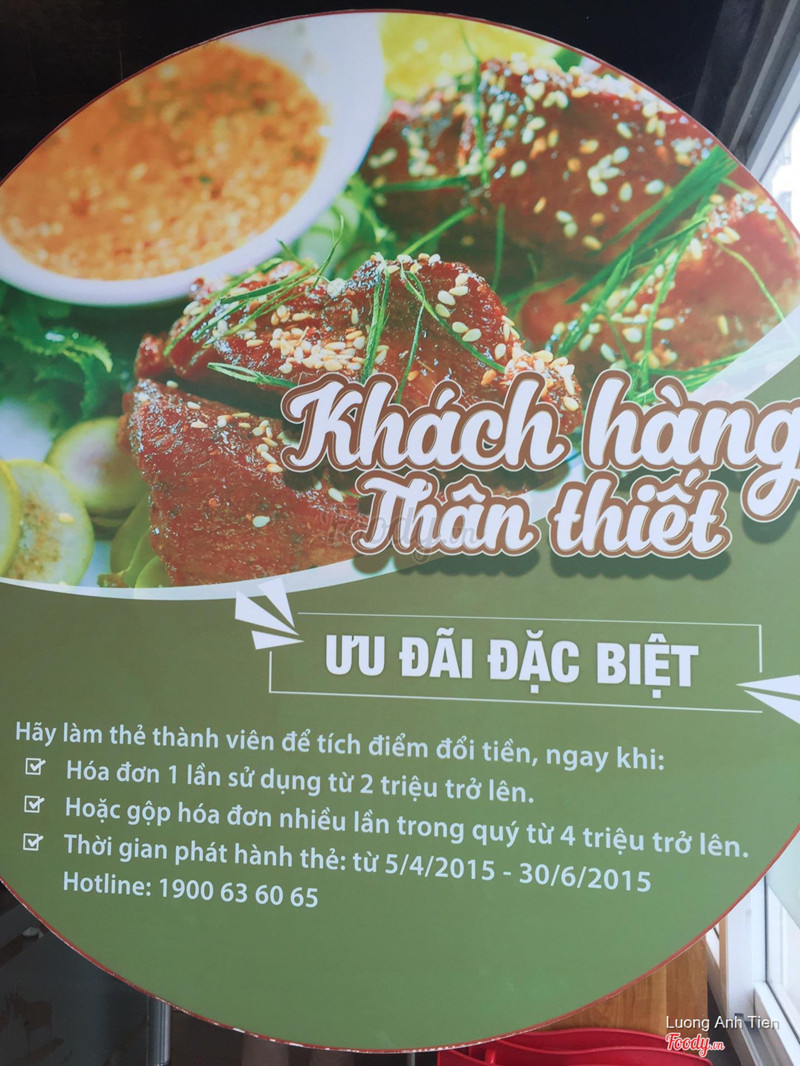 Khách hàng
Thân thiết
Foody.vn
ƯU ĐÃI ĐẶC BIỆT
Hãy làm thẻ thành viên để tích điểm đổi tiền, ngay khi:
Hóa đơn 1 lần sử dụng từ 2 triệu trở lên.
Hoặc gộp hóa đơn nhiều lần trong quý từ 4 triệu trở lên.
Thời gian phát hành thẻ: từ 5/4/2015 - 30/6/2015
Hotline: 1900 63 60 65
Luong Anh Tien
Foody.vn